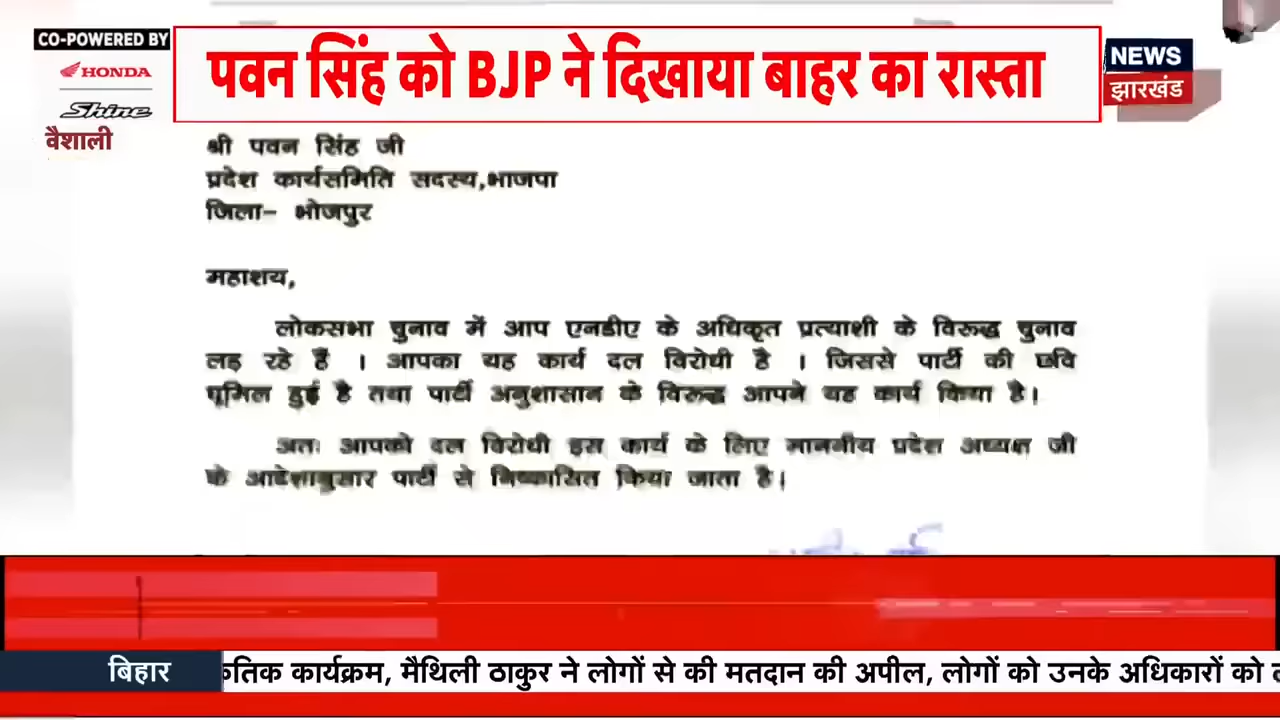 CO-POWERED BY
HONDA
Shine
वैशाली
पवन सिंह को BJP ने दिखाया बाहर का रास्ता
NEWS
झारखंड
श्री पवन सिंह जी
प्रदेश कार्यसमिति सदस्य,भाजपा
जिला– भोजपुर
महाशय,
लोकसभा चुनाव में आप एनडीए के अधिकृत प्रत्याशी के विरूद्ध चुनाव
लड़ रहे हैं । आपका यह कार्य दल विरोधी है । जिससे पार्टी की छवि
धूमिल हुई है तथा पार्टी अनुशासान के विरूद्ध आपने यह कार्य किया है।
अतः आपको दल विरोधी इस कार्य के लिए माननीय प्रदेश अध्यक्ष जी
के आदेशानुसार पार्टी से निष्कासित किया जाता है।
बिहार
कृतिक कार्यक्रम, मैथिली ठाकुर ने लोगों से की मतदान की अपील, लोगों को उनके अधिकारों को